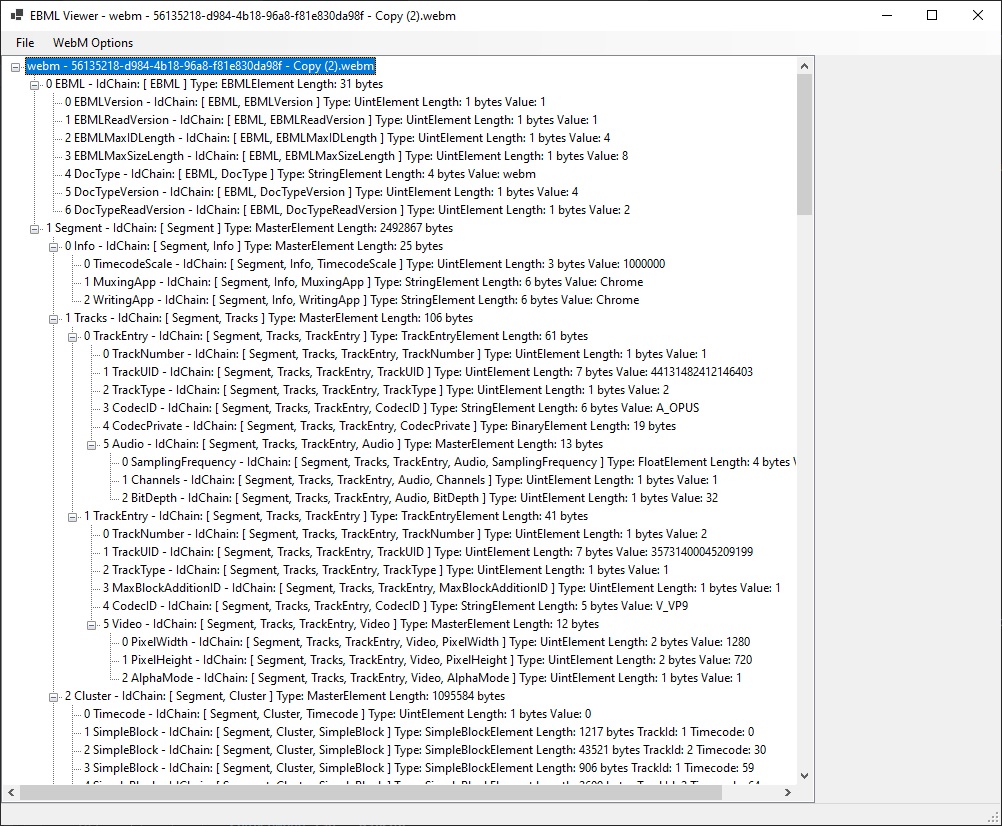 EBML Viewer - webm - 56135218-d984-4b18-96a8-f81e830da98f - Copy (2).webm
File WebM Options
webm - 56135218-d984-4b18-96a8-f81e830da98f - Copy (2).webm
0 EBML - IdChain: [ EBML ] Type: EBMLElement Length: 31 bytes
0 EBMLVersion - IdChain: [ EBML, EBMLVersion ] Type: UintElement Length: 1 bytes Value: 1
1 EBMLReadVersion - IdChain: [ EBML, EBMLReadVersion ] Type: UintElement Length: 1 bytes Value: 1
2 EBMLMaxIDLength - IdChain: [ EBML, EBMLMaxIDLength ] Type: UintElement Length: 1 bytes Value: 4
3 EBMLMaxSizeLength - IdChain: [ EBML, EBMLMaxSizeLength ] Type: UintElement Length: 1 bytes Value: 8
4 DocType - IdChain: [ EBML, DocType ] Type: StringElement Length: 4 bytes Value: webm
5 DocTypeVersion - IdChain: [ EBML, DocTypeVersion ] Type: UintElement Length: 1 bytes Value: 4
6 DocTypeReadVersion - IdChain: [ EBML, DocTypeReadVersion ] Type: UintElement Length: 1 bytes Value: 2
1 Segment - IdChain: [ Segment ] Type: MasterElement Length: 2492867 bytes
0 Info - IdChain: [ Segment, Info ] Type: MasterElement Length: 25 bytes
0 TimecodeScale - IdChain: [ Segment, Info, TimecodeScale ] Type: UintElement Length: 3 bytes Value: 1000000
1 MuxingApp - IdChain: [ Segment, Info, MuxingApp ] Type: StringElement Length: 6 bytes Value: Chrome
2 WritingApp - IdChain: [ Segment, Info, WritingApp ] Type: StringElement Length: 6 bytes Value: Chrome
1 Tracks - IdChain: [ Segment, Tracks ] Type: MasterElement Length: 106 bytes
0 TrackEntry - IdChain: [ Segment, Tracks, TrackEntry ] Type: TrackEntryElement Length: 61 bytes
0 TrackNumber - IdChain: [ Segment, Tracks, TrackEntry, TrackNumber ] Type: UintElement Length: 1 bytes Value: 1
1 TrackUID - IdChain: [ Segment, Tracks, TrackEntry, TrackUID ] Type: UintElement Length: 7 bytes Value: 44131482412146403
2 TrackType - IdChain: [ Segment, Tracks, TrackEntry, TrackType ] Type: UintElement Length: 1 bytes Value: 2
3 CodecID - IdChain: [ Segment, Tracks, TrackEntry, CodecID ] Type: StringElement Length: 6 bytes Value: A_OPUS
4 CodecPrivate - IdChain: [ Segment, Tracks, TrackEntry, CodecPrivate ] Type: BinaryElement Length: 19 bytes
5 Audio - IdChain: [ Segment, Tracks, TrackEntry, Audio ] Type: MasterElement Length: 13 bytes
0 SamplingFrequency - IdChain: [ Segment, Tracks, TrackEntry, Audio, SamplingFrequency ] Type: FloatElement Length: 4 bytes
1 Channels - IdChain: [ Segment, Tracks, TrackEntry, Audio, Channels ] Type: UintElement Length: 1 bytes Value: 1
2 BitDepth - IdChain: [ Segment, Tracks, TrackEntry, Audio, BitDepth ] Type: UintElement Length: 1 bytes Value: 32
1 TrackEntry - IdChain: [ Segment, Tracks, TrackEntry ] Type: TrackEntryElement Length: 41 bytes
0 TrackNumber - IdChain: [ Segment, Tracks, TrackEntry, TrackNumber ] Type: UintElement Length: 1 bytes Value: 2
1 TrackUID - IdChain: [ Segment, Tracks, TrackEntry, TrackUID ] Type: UintElement Length: 7 bytes Value: 35731400045209199
2 TrackType - IdChain: [ Segment, Tracks, TrackEntry, TrackType ] Type: UintElement Length: 1 bytes Value: 1
3 MaxBlockAdditionID - IdChain: [ Segment, Tracks, TrackEntry, MaxBlockAdditionID ] Type: UintElement Length: 1 bytes Value: 1
4 CodecID - IdChain: [ Segment, Tracks, TrackEntry, CodecID ] Type: StringElement Length: 5 bytes Value: V_VP9
5 Video - IdChain: [ Segment, Tracks, TrackEntry, Video ] Type: MasterElement Length: 12 bytes
0 PixelWidth - IdChain: [ Segment, Tracks, TrackEntry, Video, PixelWidth ] Type: UintElement Length: 2 bytes Value: 1280
1 PixelHeight - IdChain: [ Segment, Tracks, TrackEntry, Video, PixelHeight ] Type: UintElement Length: 2 bytes Value: 720
2 AlphaMode - IdChain: [ Segment, Tracks, TrackEntry, Video, AlphaMode ] Type: UintElement Length: 1 bytes Value: 1
2 Cluster - IdChain: [ Segment, Cluster ] Type: MasterElement Length: 1095584 bytes
0 Timecode - IdChain: [ Segment, Cluster, Timecode ] Type: UintElement Length: 1 bytes Value: 0
1 SimpleBlock - IdChain: [ Segment, Cluster, SimpleBlock ] Type: SimpleBlockElement Length: 1217 bytes TrackId: 1 Timecode: 0
2 SimpleBlock - IdChain: [ Segment, Cluster, SimpleBlock ] Type: SimpleBlockElement Length: 43521 bytes TrackId: 2 Timecode: 30
3 SimpleBlock - IdChain: [ Segment, Cluster, SimpleBlock ] Type: SimpleBlockElement Length: 906 bytes TrackId: 1 Timecode: 59